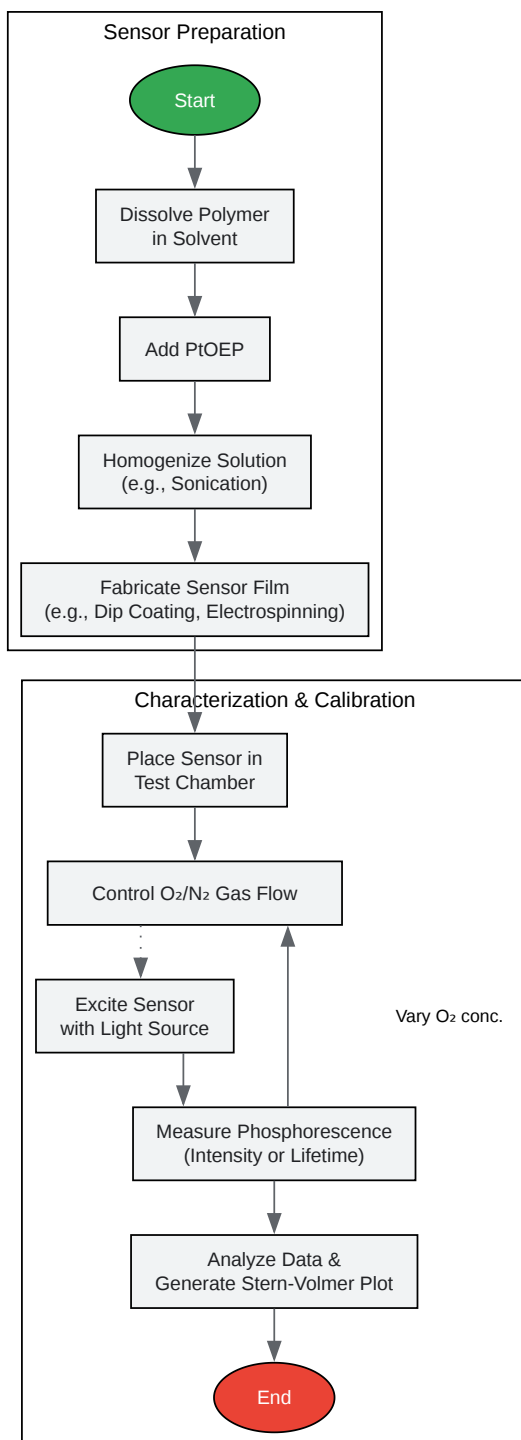 Sensor Preparation
Start
Dissolve Polymer
in Solvent
Add PtOEP
Homogenize Solution
(e.g., Sonication)
Fabricate Sensor Film
(e.g., Dip Coating, Electrospinning)
Characterization & Calibration
Place Sensor in
Test Chamber
Control O₂/N₂ Gas Flow
Excite Sensor
with Light Source
Vary O₂ conc.
Measure Phosphorescence
(Intensity or Lifetime)
Analyze Data &
Generate Stern-Volmer Plot
End